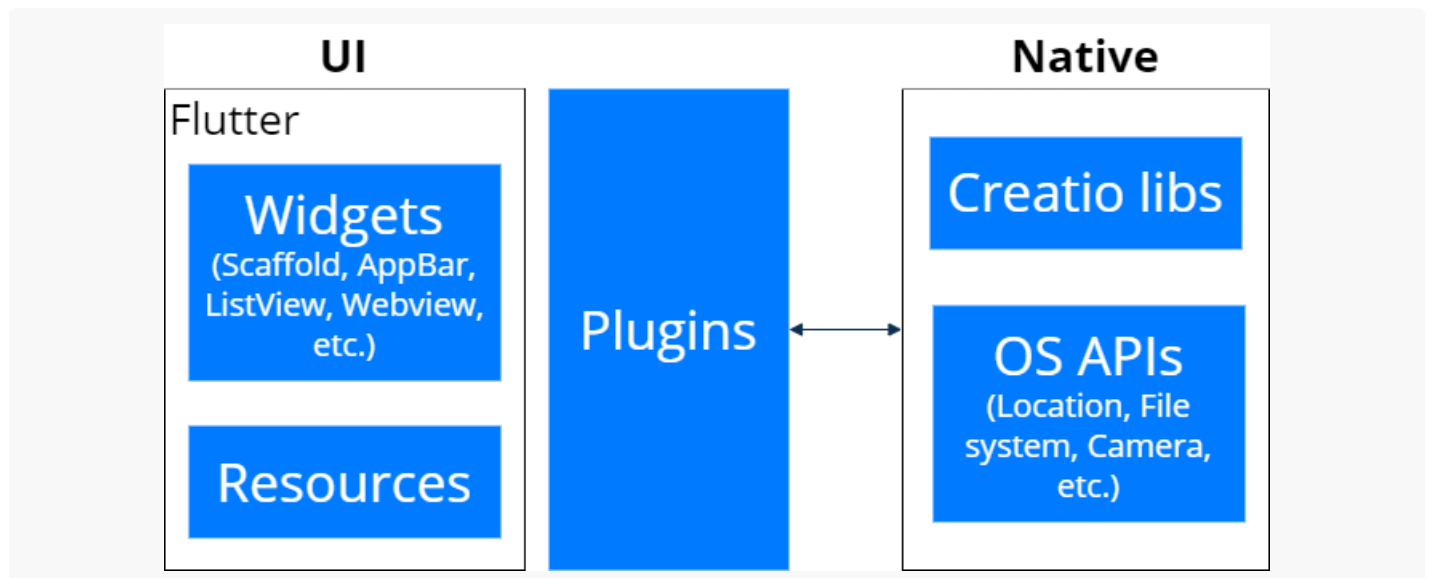 UI
Flutter
Widgets
(Scaffold, AppBar,
ListView, Webview,
etc.)
Resources
Plugins
Native
Creatio libs
OS APIs
(Location, File
system, Camera,
etc.)